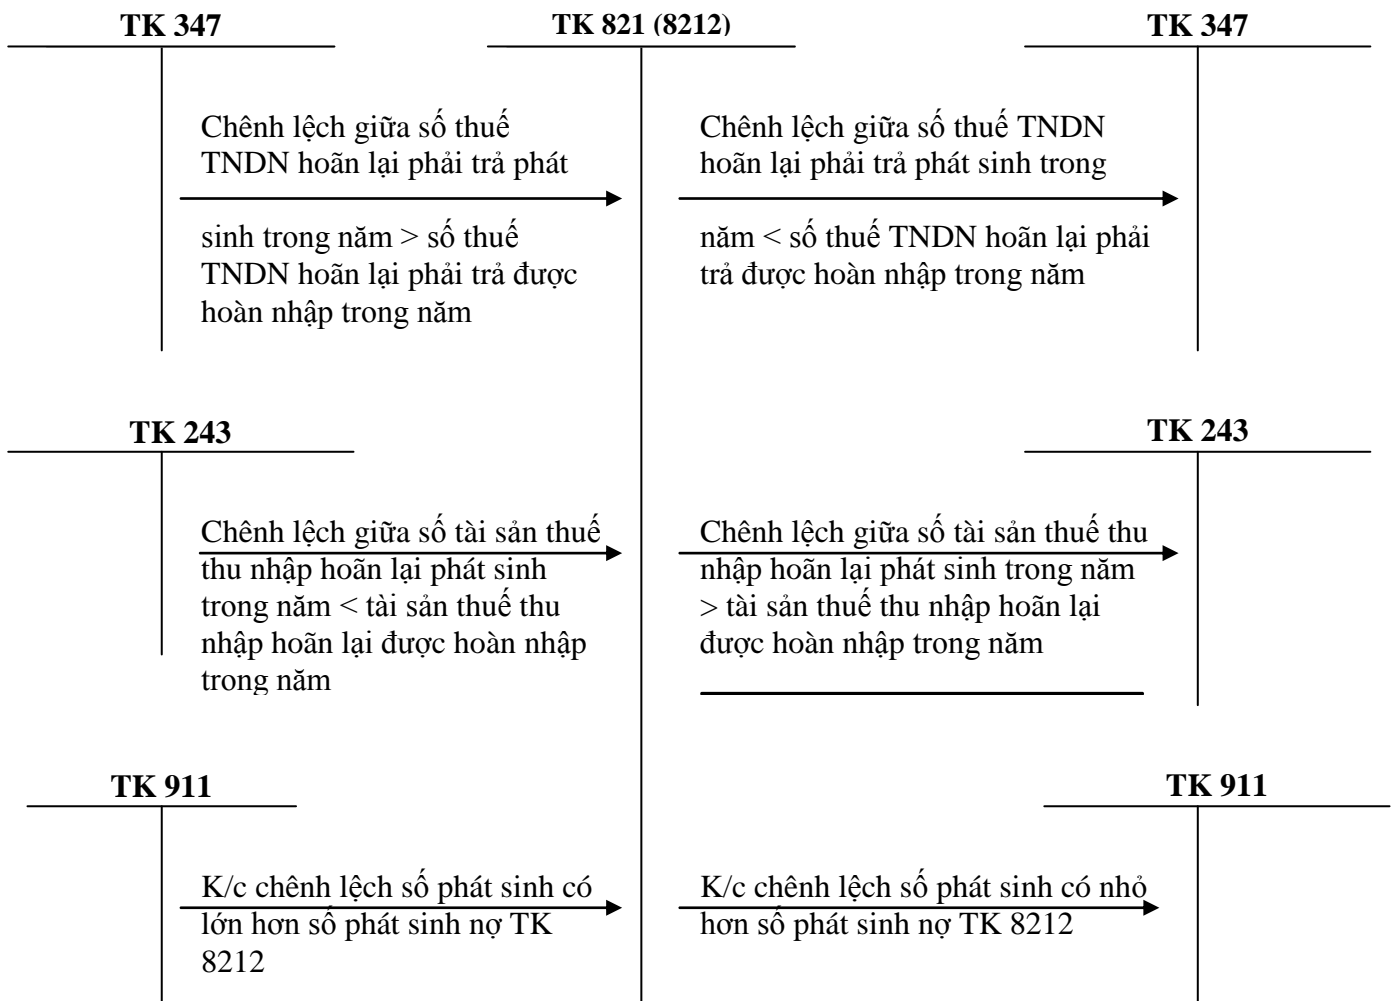 TK 347
TK 821 (8212)
TK 347
Chênh lệch giữa số thuế
TNDN hoãn lại phải trả phát
sinh trong năm > số thuế
TNDN hoãn lại phải trả được
hoàn nhập trong năm
Chênh lệch giữa số thuế TNDN
hoãn lại phải trả phát sinh trong
năm < số thuế TNDN hoãn lại phải
trả được hoàn nhập trong năm
TK 243
TK 243
Chênh lệch giữa số tài sản thuế
thu nhập hoãn lại phát sinh
trong năm < tài sản thuế thu
nhập hoãn lại được hoàn nhập
trong năm
Chênh lệch giữa số tài sản thuế thu
nhập hoãn lại phát sinh trong năm
> tài sản thuế thu nhập hoãn lại
được hoàn nhập trong năm
TK 911
TK 911
K/c chênh lệch số phát sinh có
lớn hơn số phát sinh nợ TK
8212
K/c chênh lệch số phát sinh có nhỏ
hơn số phát sinh nợ TK 8212